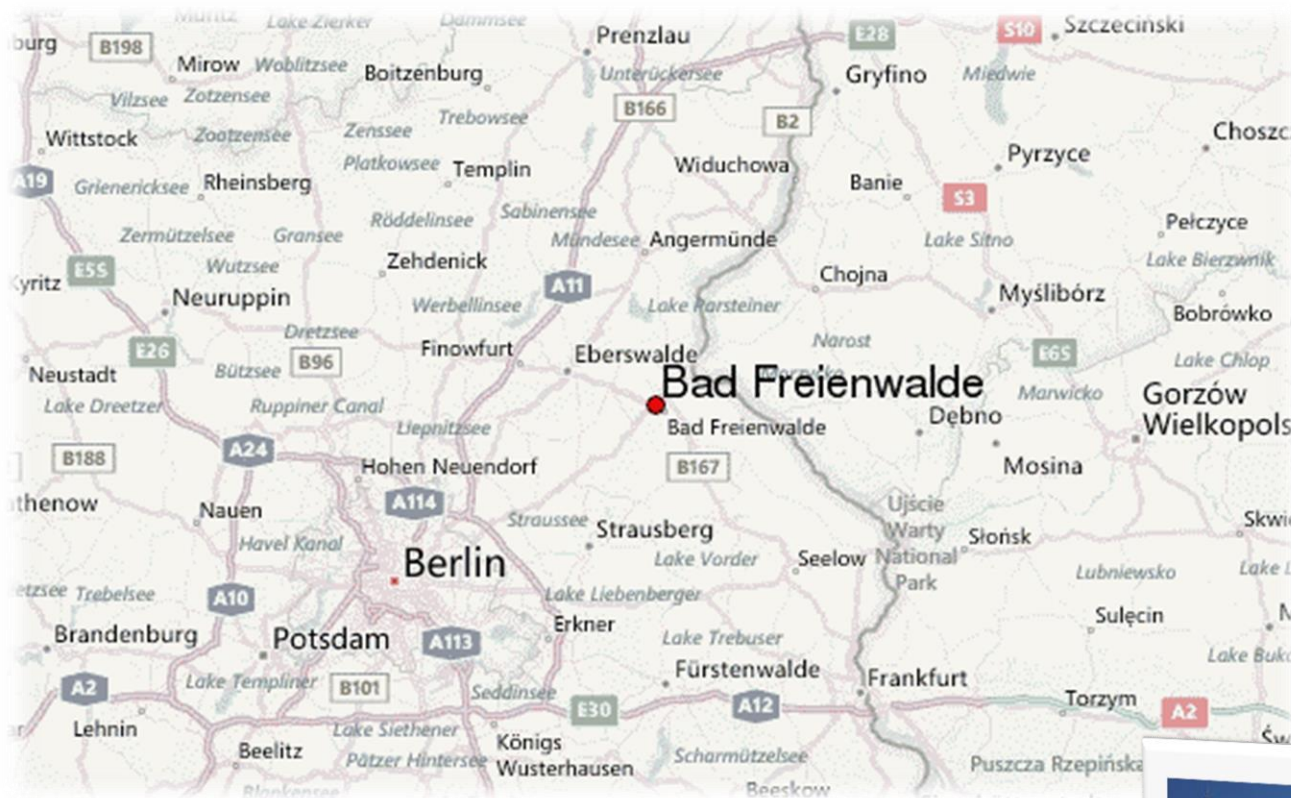 Müritz
Lake Zierker
Dammsee
burg
B198
Prenzlau
E28
S10
Szczeciński
Mirow
Woblitzsee
Boitzenburg
Unterückersee
Gryfino
Miedwie
Vilzsee
Zotzensee
Trebowsee
B166
B2
Wittstock
Zootzensee
Zenssee
Choszc
A19
Grienericksee
Rheinsberg
Platkowsee
Templin
Widuchowa
Pyrzyce
Banie
S3
Röddelinsee
Sabinensee
Pełczyce
Zermützelsee
Gransee
Mündesee
Angermünde
Lake Sitno
Wutzsee
Zehdenick
Lake Bierzwnik
E55
Kyritz
Neuruppin
A11
Chojna
Myślibórz
Werbellinsee
Lake Parsteiner
Bobrówko
Dretzsee
Narost
E26
B96
Finowfurt
Eberswalde
E65
Lake Chlop
Neustadt
Bützsee
Bad Freienwalde
Marwicko
Gorzów
Wielkopols
Lake Dreetzer
Ruppiner Canal
Liepnitzsee
Bad Freienwalde
Dębno
B188
A24
Hohen Neuendorf
B167
Mosina
thenow
Nauen
A114
Straussee
Strausberg
Ujście
Warty
National
Park
Słońsk
Skwi
Havel Kanal
Berlin
Lake Vorder
Seelow
Lubniewsko
Lake L
etzsee
Trebelsee
A10
Lake Liebenberger
Sulęcin
Brandenburg
Potsdam
A113
Erkner
Lake Trebuser
Lake Buko
A2
Lake Templiner
B101
Seddinsee
Fürstenwalde
Frankfurt
Lehnin
E30
A12
Torzym
A2
Beelitz
Lake Siethener
Pätzer Hintersee
Königs
Wusterhausen
Scharmützelsee
Puszcza Rzepińska
Blankensee
Beeskow